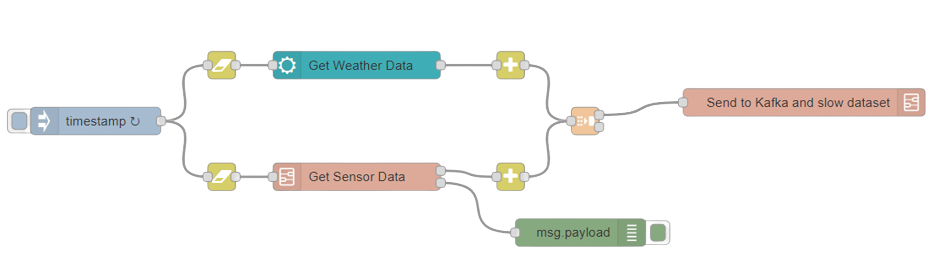 Get Weather Data
timestamp ↻
Send to Kafka and slow dataset
Get Sensor Data
msg.payload